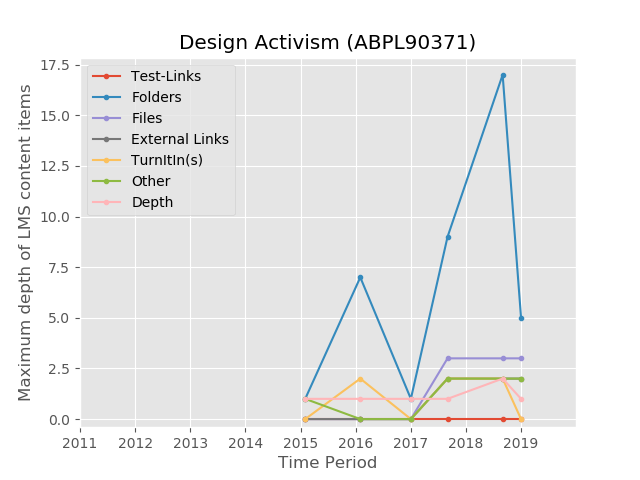 Design Activism (ABPL90371)
Maximum depth of LMS content items
17.5
15.0
12.5
10.0
7.5
5.0
2.5
0.0
Test-Links
Folders
Files
External Links
TurnItIn(s)
Other
Depth
2011 2012 2013 2014 2015 2016 2017 2018 2019
Time Period